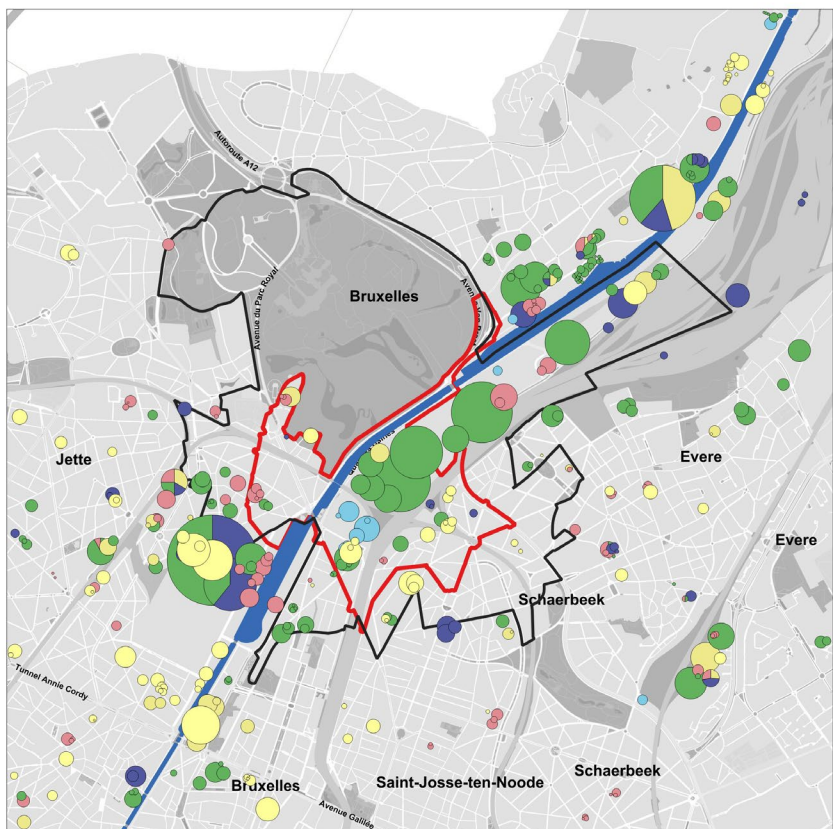 Autoroute A12
Bruxelles
Avenue du Parc Royal
Jette
Evere
Evere
Schaerbeek
Tunnel Annie Cordy
Bruxelles
Saint-Josse-ten-Noode
Schaerbeek
Avenue Galilée